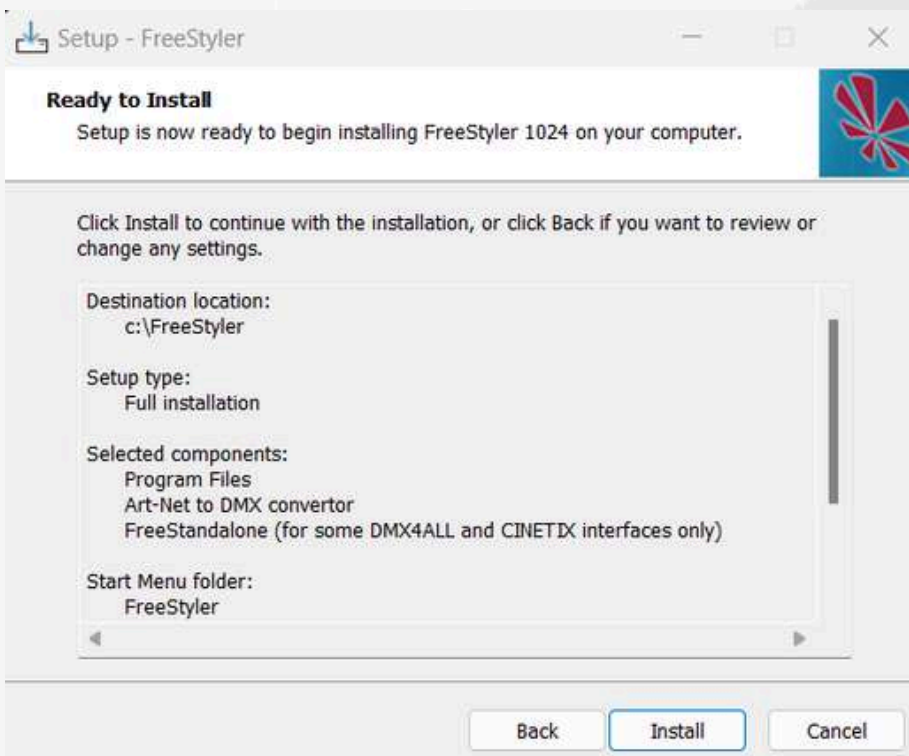 Setup - FreeStyler
Ready to Install
Setup is now ready to begin installing FreeStyler 1024 on your computer.
Click Install to continue with the installation, or click Back if you want to review or
change any settings.
Destination location:
c:\FreeStyler
Setup type:
Full installation
Selected components:
Program Files
Art-Net to DMX convertor
FreeStandalone (for some DMX4ALL and CINETIX interfaces only)
Start Menu folder:
FreeStyler
Back Install Cancel